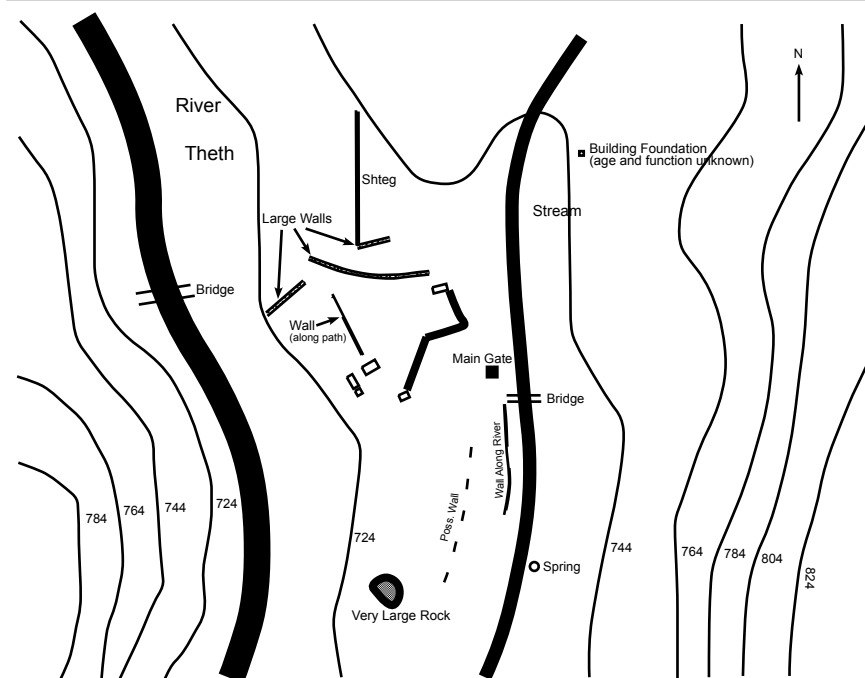 N
River
Theth
Building Foundation
(age and function unknown)
Shteg
Stream
Large Walls
Bridge
Wall
(along path)
Main Gate
Bridge
Wall Along River
Poss. Wall
784
764
744
724
724
744
764
784
804
824
Spring
Very Large Rock